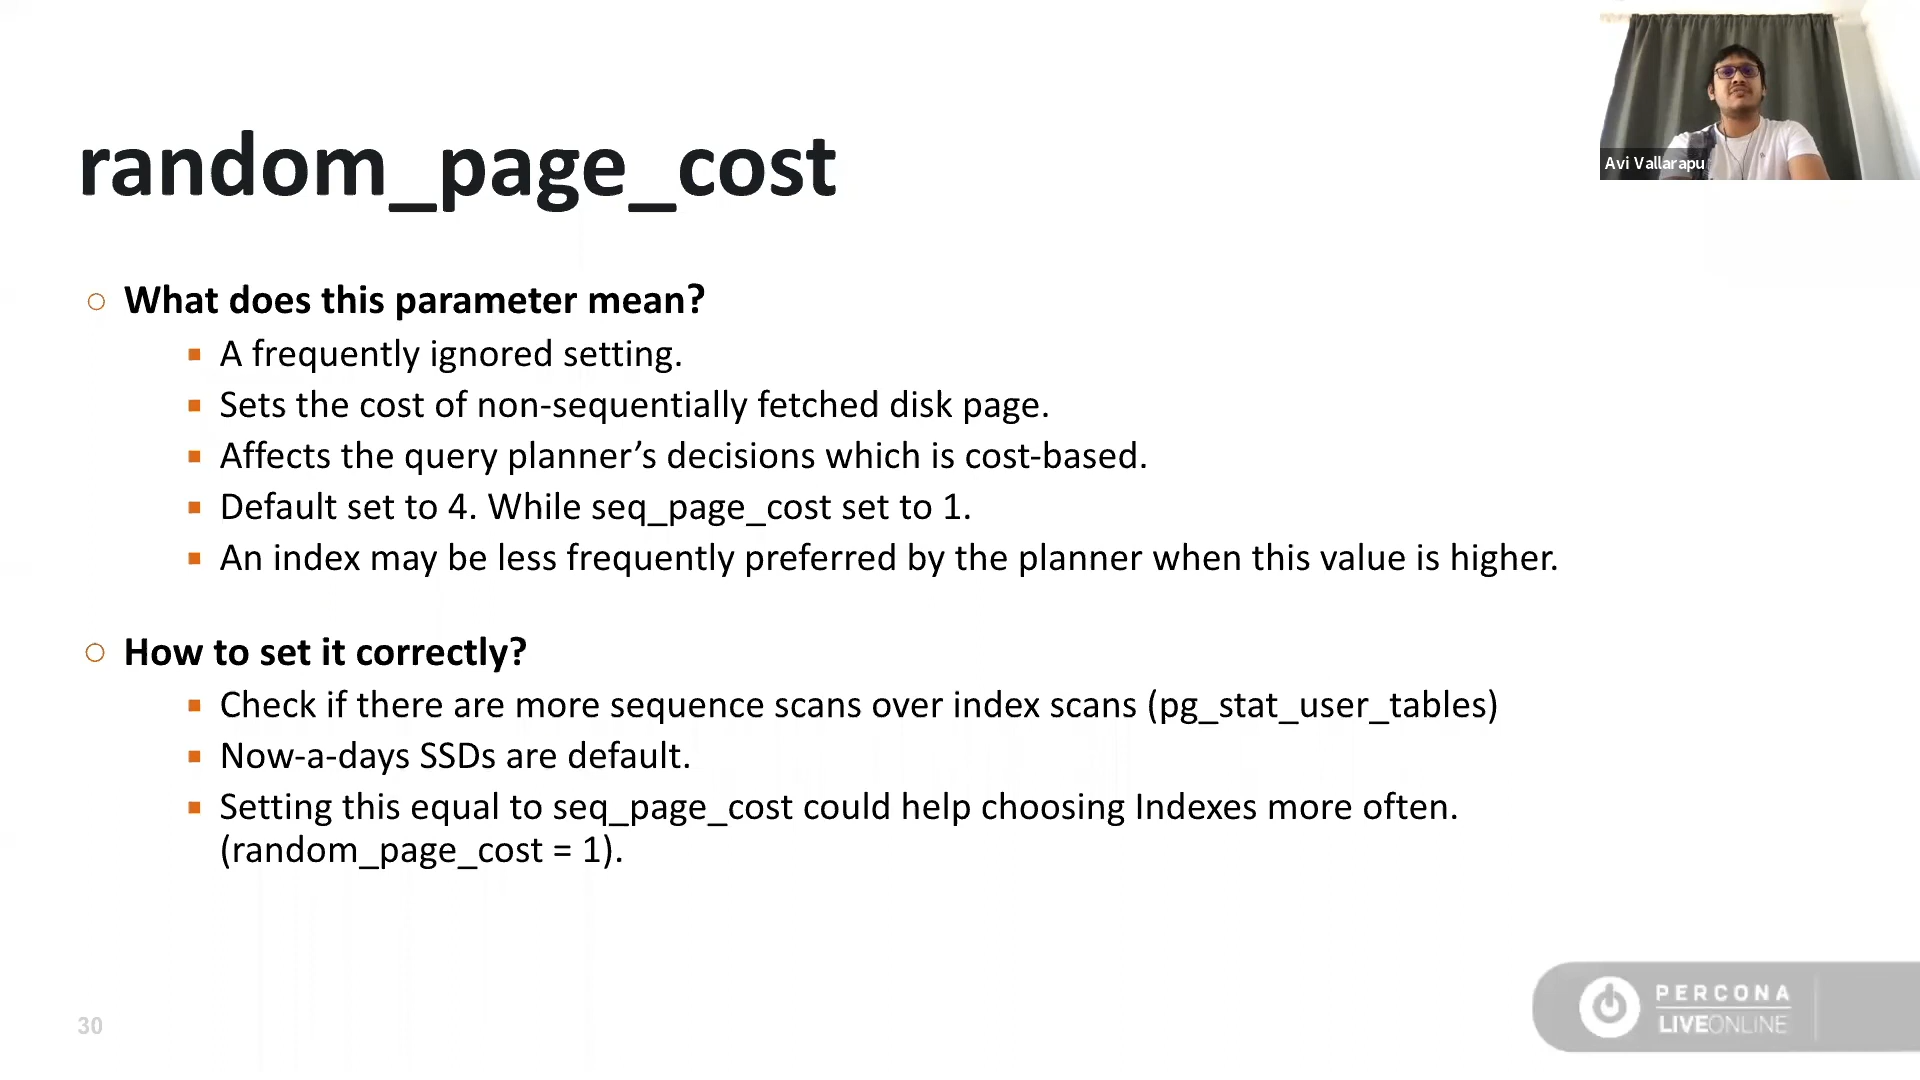 Avi Vallarapu
random_page_cost
What does this parameter mean?
A frequently ignored setting.
Sets the cost of non-sequentially fetched disk page.
Affects the query planner’s decisions which is cost-based.
Default set to 4. While seq_page_cost set to 1.
An index may be less frequently preferred by the planner when this value is higher.
How to set it correctly?
Check if there are more sequence scans over index scans (pg_stat_user_tables)
Now-a-days SSDs are default.
Setting this equal to seq_page_cost could help choosing Indexes more often.
(random_page_cost = 1).
30
PERCONA
LIVEONLINE